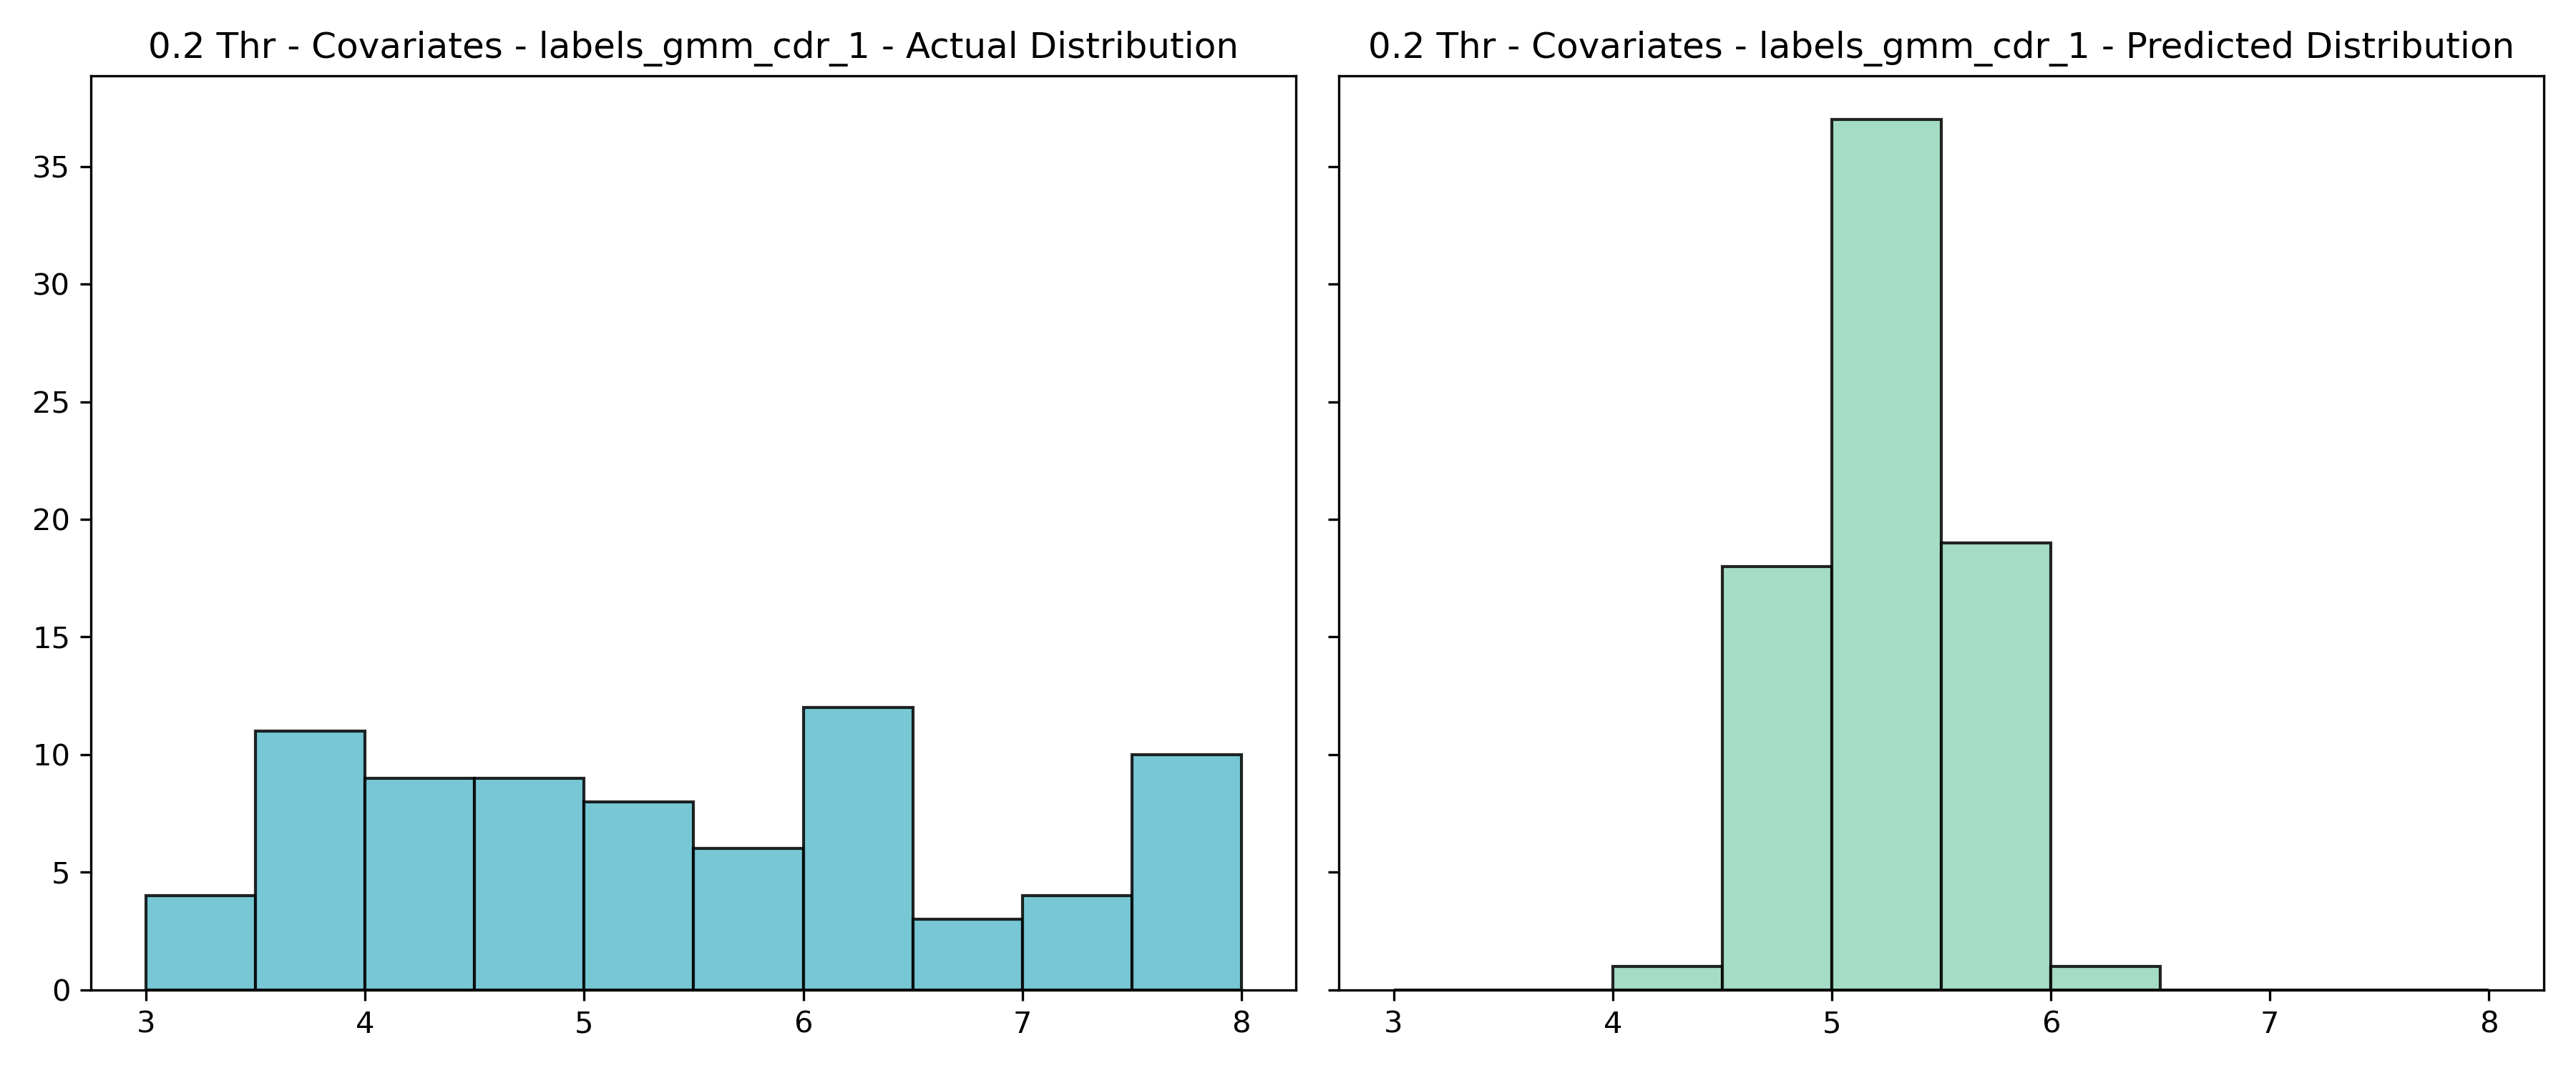 0.2 Thr - Covariates - labels_gmm_cdr_1 - Actual Distribution
35
30
25
20
15
10
5
0
3 4 5 6 7 8
0.2 Thr - Covariates - labels_gmm_cdr_1 - Predicted Distribution
3 4 5 6 7 8